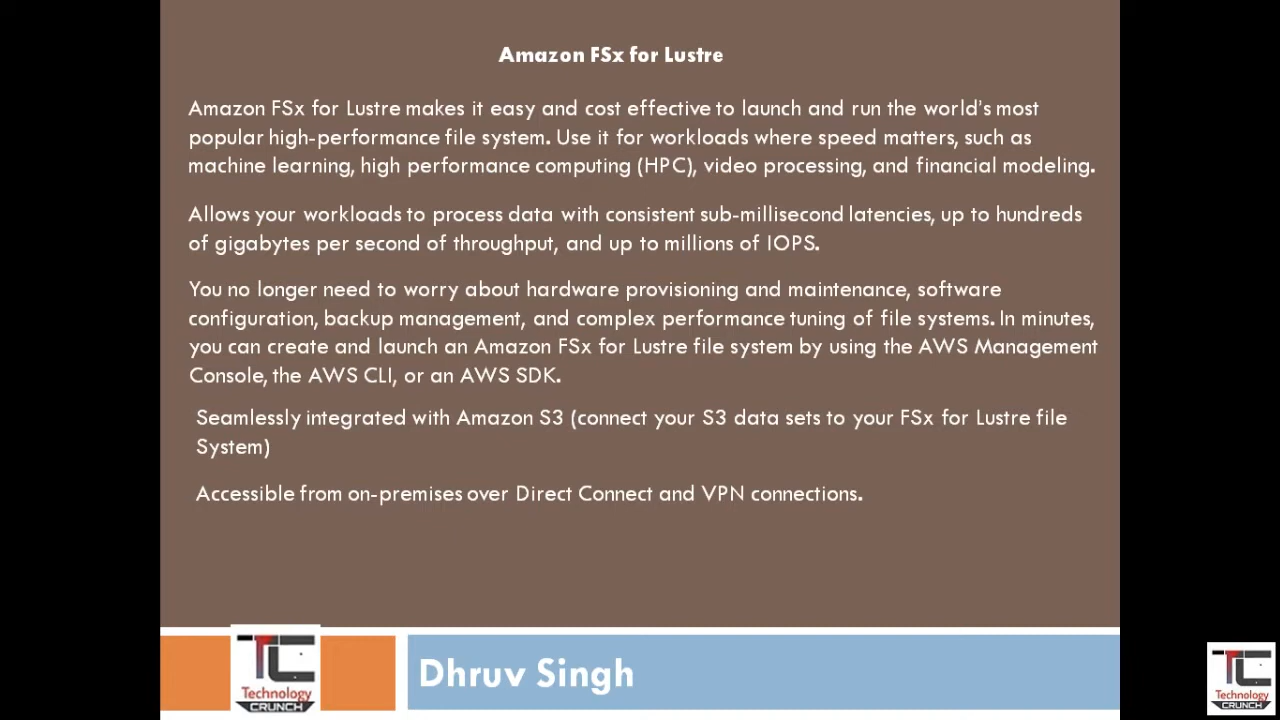 Amazon FSx for Lustre
Amazon FSx for Lustre makes it easy and cost effective to launch and run the world's most
popular high-performance file system. Use it for workloads where speed matters, such as
machine learning, high performance computing (HPC), video processing, and financial modeling.
Allows your workloads to process data with consistent sub-millisecond latencies, up to hundreds
of gigabytes per second of throughput, and up to millions of IOPS.
You no longer need to worry about hardware provisioning and maintenance, software
configuration, backup management, and complex performance tuning of file systems. In minutes,
you can create and launch an Amazon FSx for Lustre file system by using the AWS Management
Console, the AWS CLI, or an AWS SDK.
Seamlessly integrated with Amazon S3 (connect your S3 data sets to your FSx for Lustre file
System)
Accessible from on-premises over Direct Connect and VPN connections.
TC
Technology
CRUNCH
Dhruv Singh
TC
Technology
CRUNCH